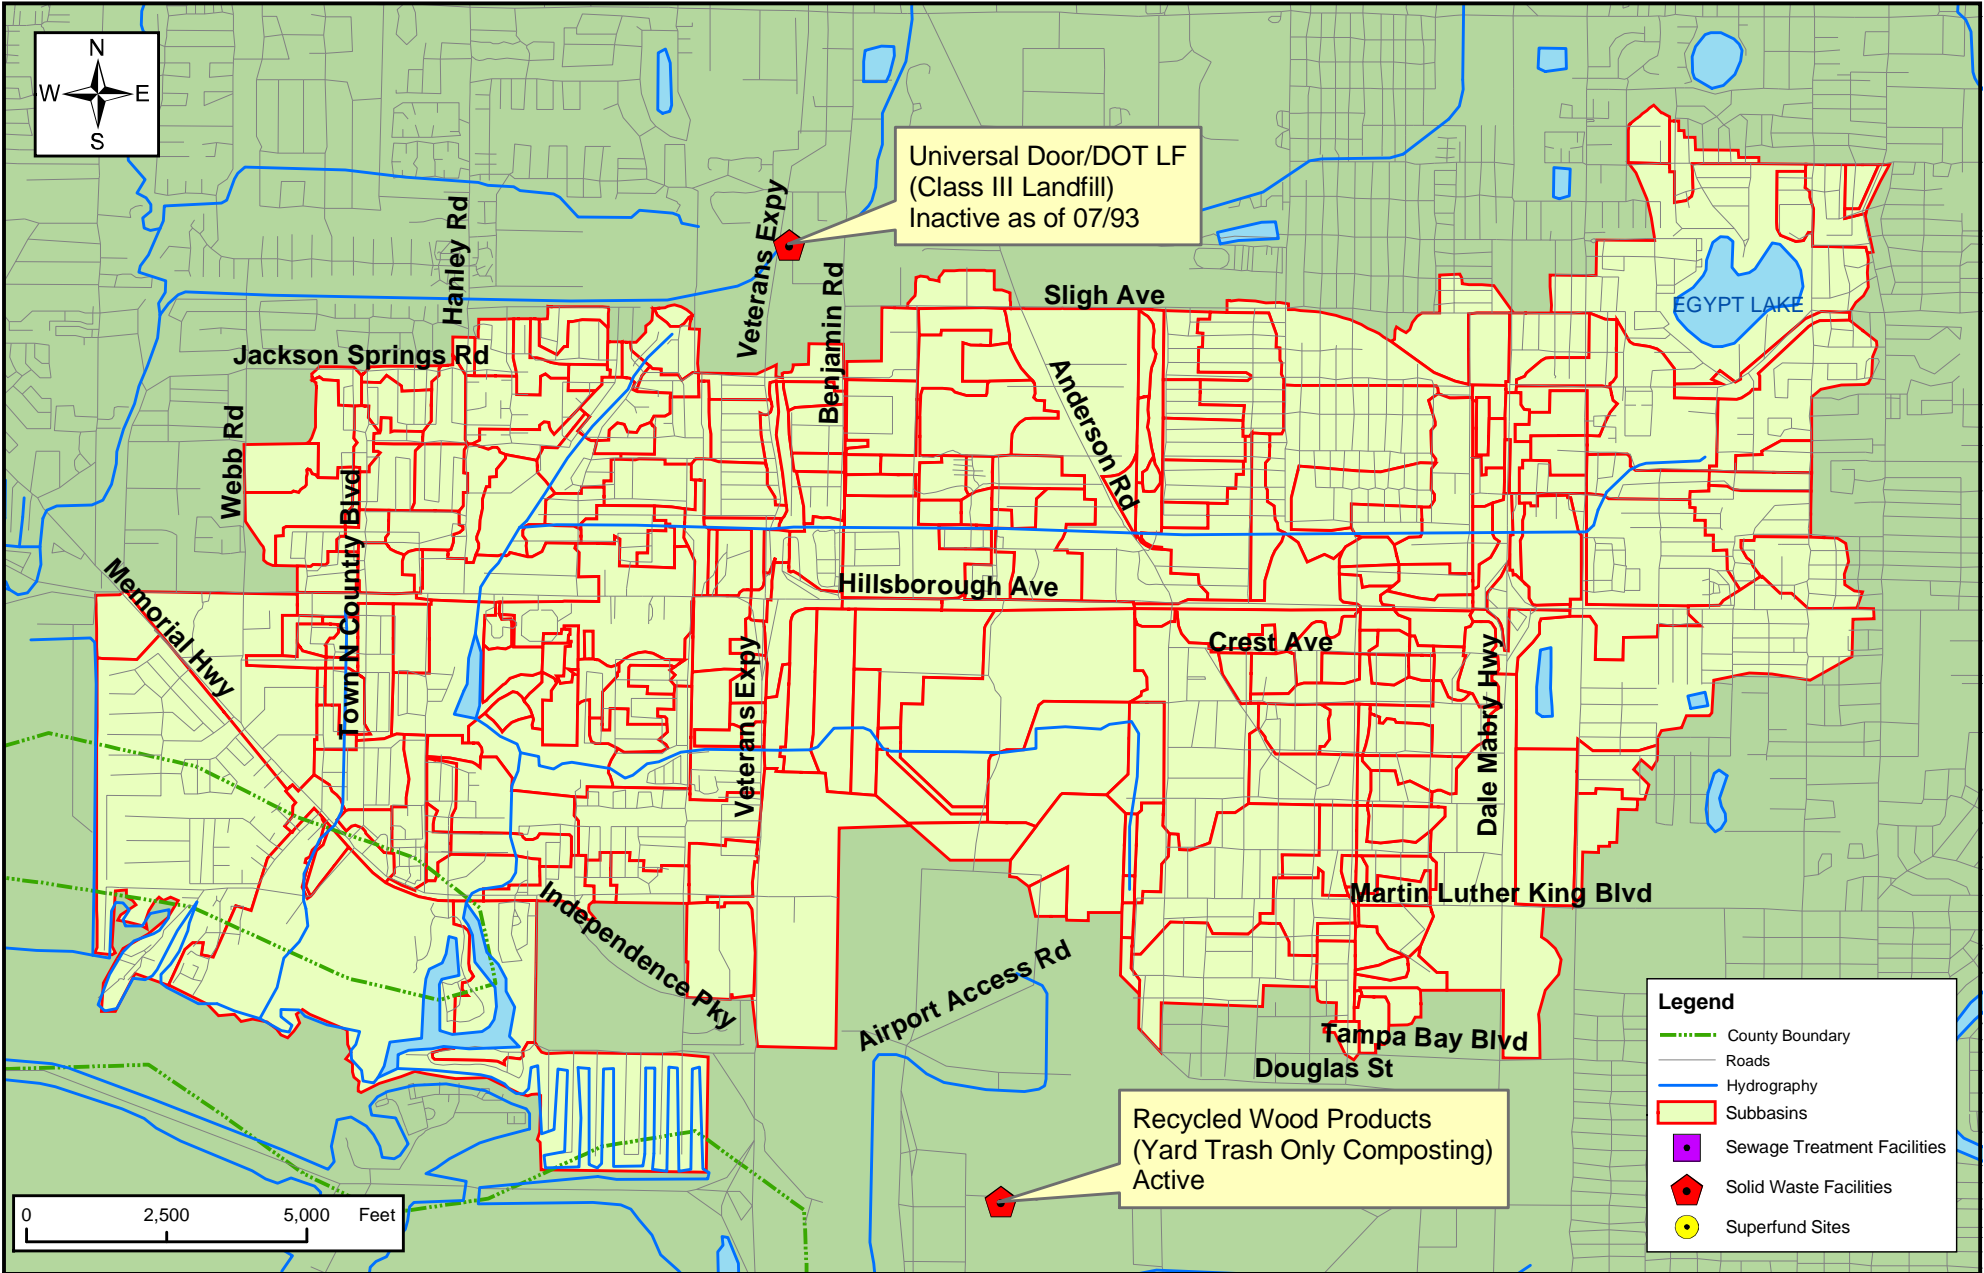 N
W E
S
Universal Door/DOT LF
(Class III Landfill)
Inactive as of 07/93
Veterans Expy
Hanley Rd
Benjamin Rd
Sligh Ave
EGYPT LAKE
Jackson Springs Rd
Anderson Rd
Webb Rd
Town N Country Blvd
Memorial Hwy
Hillsborough Ave
Crest Ave
Veterans Expy
Dale Mabry Hwy
Martin Luther King Blvd
Independence Pky
Airport Access Rd
Tampa Bay Blvd
Douglas St
Recycled Wood Products
(Yard Trash Only Composting)
Active
Legend
County Boundary
Roads
Hydrography
Subbasins
Sewage Treatment Facilities
Solid Waste Facilities
Superfund Sites
0 2,500 5,000 Feet